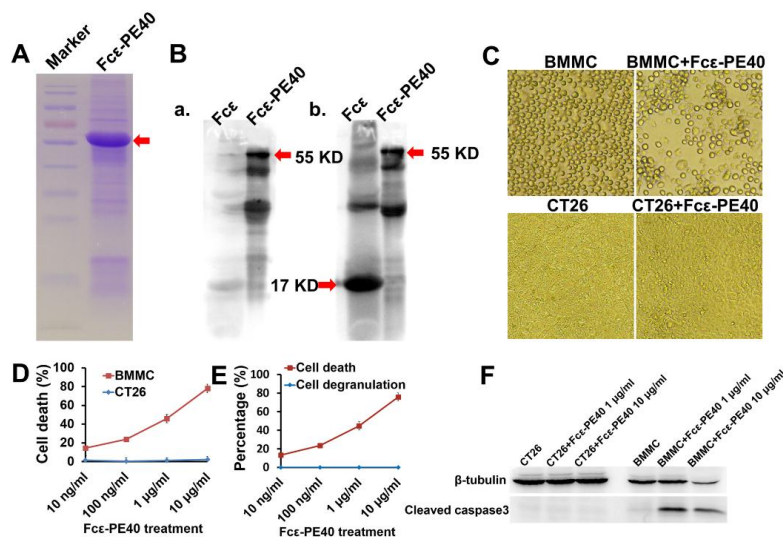 A
Marker
Fcε-PE40
B
a.
Fcε
Fcε-PE40
b.
Fcε
Fcε-PE40
55 KD
55 KD
17 KD
C
BMMC
BMMC+Fcε-PE40
CT26
CT26+Fcε-PE40
D
Cell death (%)
100
80
60
40
20
0
BMMC
CT26
10 ng/ml
100 ng/ml
1 µg/ml
10 µg/ml
Fcε-PE40 treatment
E
Percentage (%)
100
80
60
40
20
0
Cell death
Cell degranulation
10 ng/ml
100 ng/ml
1 µg/ml
10 µg/ml
Fcε-PE40 treatment
F
CT26
CT26+Fcε-PE40 1 µg/ml
CT26+Fcε-PE40 10 µg/ml
BMMC
BMMC+Fcε-PE40 1 µg/ml
BMMC+Fcε-PE40 10 µg/ml
β-tubulin
Cleaved caspase3